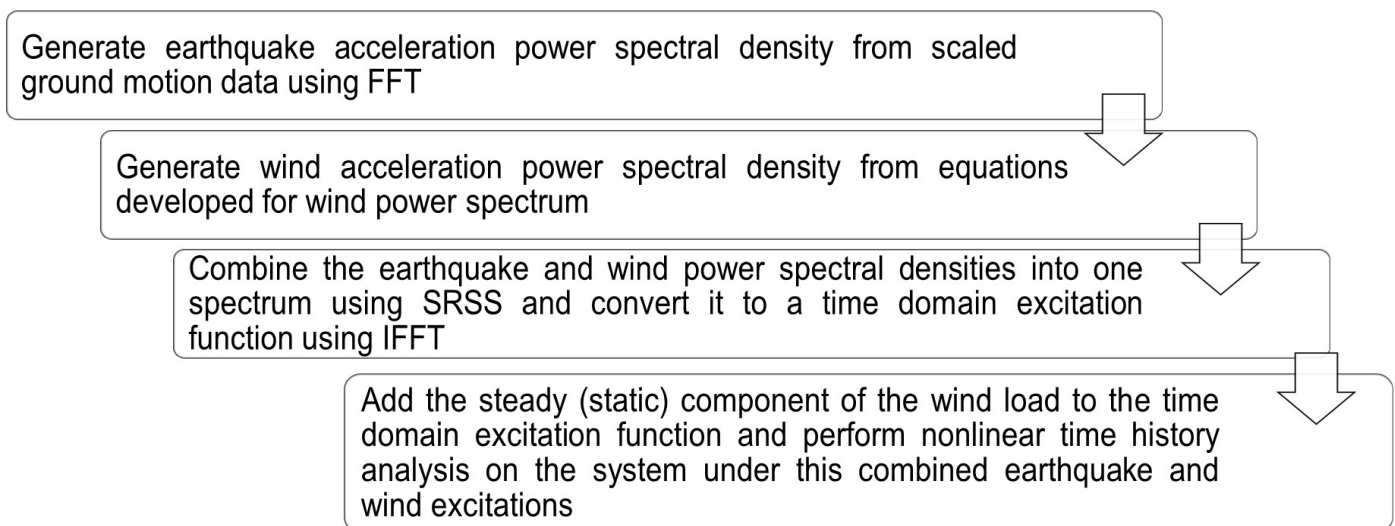 Generate earthquake acceleration power spectral density from scaled
ground motion data using FFT
Generate wind acceleration power spectral density from equations
developed for wind power spectrum
Combine the earthquake and wind power spectral densities into one
spectrum using SRSS and convert it to a time domain excitation
function using IFFT
Add the steady (static) component of the wind load to the time
domain excitation function and perform nonlinear time history
analysis on the system under this combined earthquake and
wind excitations